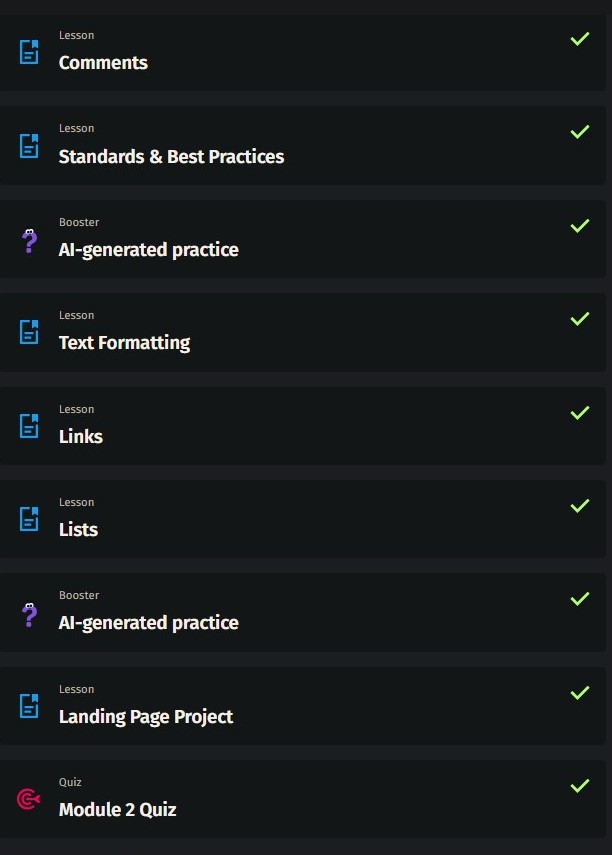 Lesson
Comments
Lesson
Standards & Best Practices
Booster
AI-generated practice
Lesson
Text Formatting
Lesson
Links
Lesson
Lists
Booster
AI-generated practice
Lesson
Landing Page Project
Quiz
Module 2 Quiz